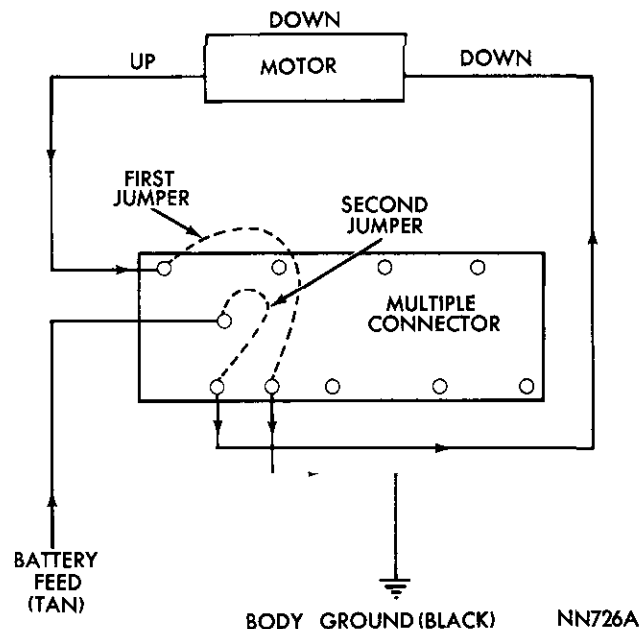 DOWN
UP
MOTOR
DOWN
FIRST
JUMPER
SECOND
JUMPER
MULTIPLE
CONNECTOR
BATTERY
FEED
(TAN)
BODY GROUND (BLACK)
NN726A